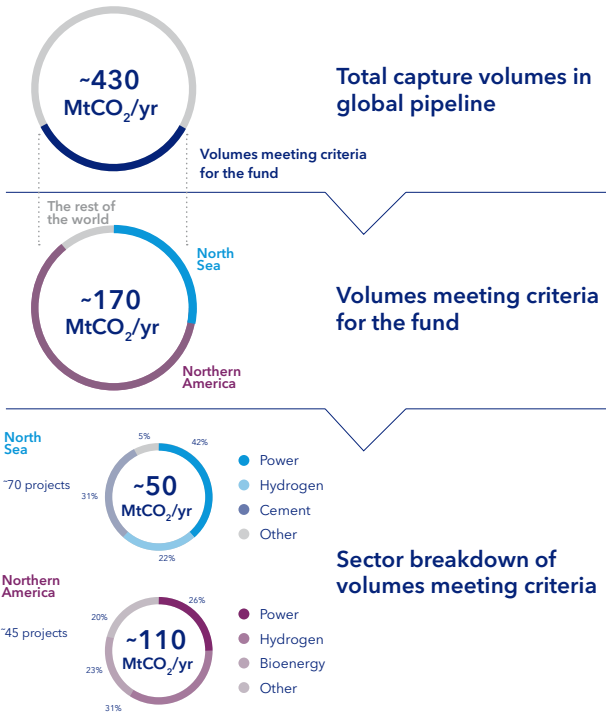 ~430
MtCO₂/yr
Total capture volumes in
global pipeline
Volumes meeting criteria
for the fund
The rest of
the world
North
Sea
~170
MtCO₂/yr
Volumes meeting criteria
for the fund
Northern
America
North
Sea
~70 projects
5%
42%
31%
22%
~50
MtCO₂/yr
Power
Hydrogen
Cement
Other
Sector breakdown of
volumes meeting criteria
Northern
America
~45 projects
26%
20%
23%
31%
~110
MtCO₂/yr
Power
Hydrogen
Bioenergy
Other